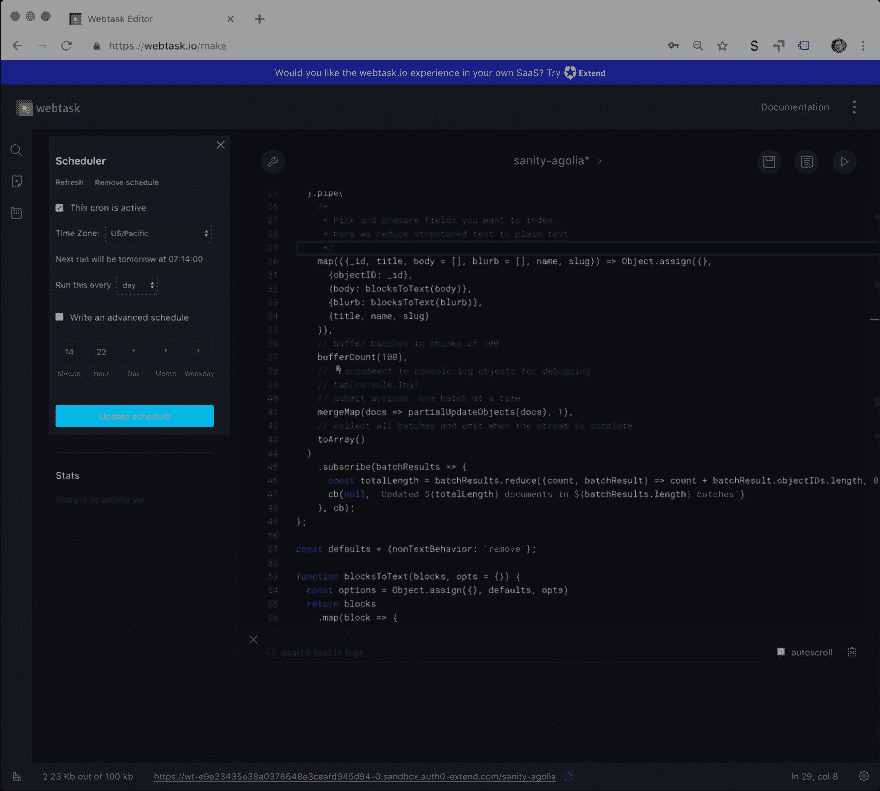 Webtask Editor
https://webtask.io/make
Would you like the webtask.io experience in your own SaaS? Try Extend
webtask
Documentation
Scheduler
Refresh Remove schedule
This cron is active
Time Zone: US/Pacific
Next run will be tomorrow at 07:14:00
Run this every day
Write an advanced schedule
14 22 * * *
Minute Hour Day Month Weekday
Update schedule
Stats
There is no activity yet
sanity-agolia*
25 ).pipe(
26 /*
27 * Pick and prepare fields you want to index,
28 * here we reduce structured text to plain text
29 */
30 map(({_id, title, body = [], blurb = [], name, slug}) => Object.assign({},
31 {objectID: _id},
32 {body: blocksToText(body)},
33 {blurb: blocksToText(blurb)},
34 {title, name, slug}
35 )),
36 // buffer batches in chunks of 100
37 bufferCount(100),
38 // 👇 uncomment to console.log objects for debugging
39 // tap(console.log),
40 // submit actions, one batch at a time
41 mergeMap(docs => partialUpdateObjects(docs), 1),
42 // collect all batches and emit when the stream is complete
43 toArray()
44 )
45 .subscribe(batchResults => {
46 const totalLength = batchResults.reduce((count, batchResult) => count + batchResult.objectIDs.length, 0
47 cb(null, `Updated ${totalLength} documents in ${batchResults.length} batches`)
48 }, cb);
49 };
50
51 const defaults = {nonTextBehavior: 'remove'};
52
53 function blocksToText(blocks, opts = {}) {
54 const options = Object.assign({}, defaults, opts)
55 return blocks
56 .map(block => {
search text in logs
autoscroll
2.23 Kb out of 100 kb
sandbox.auth0-extend.com/sanity-agolia
ln 29, col 8